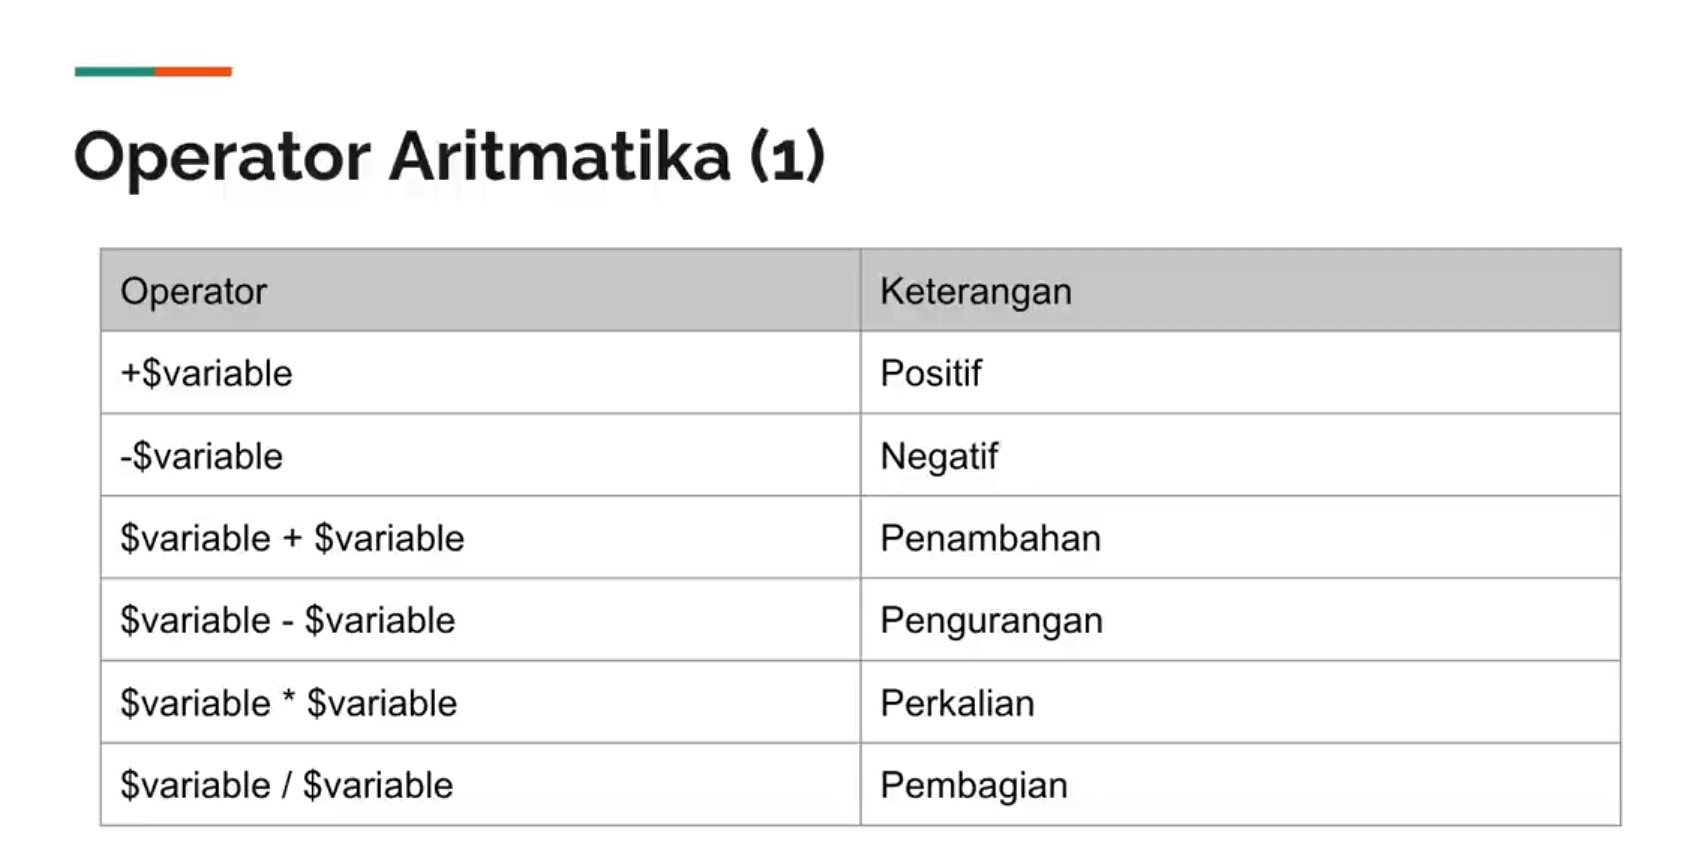 Operator Aritmatika (1)
Operator Keterangan
+$variable Positif
-$variable Negatif
$variable + $variable Penambahan
$variable - $variable Pengurangan
$variable * $variable Perkalian
$variable / $variable Pembagian